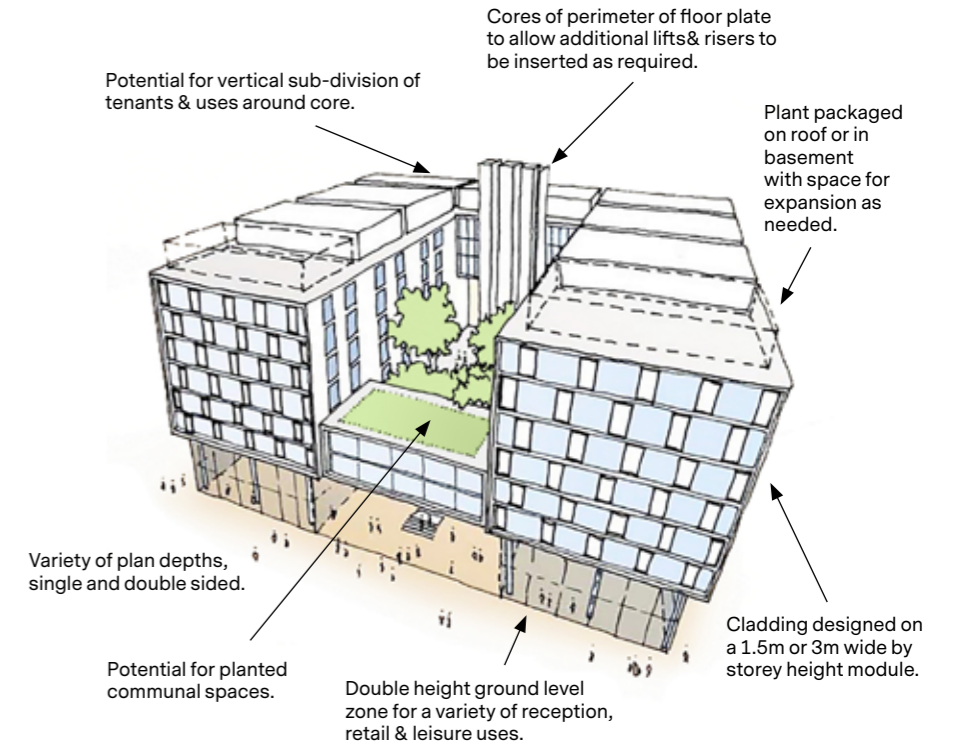 Cores of perimeter of floor plate
to allow additional lifts& risers to
be inserted as required.
Potential for vertical sub-division of
tenants & uses around core.
Plant packaged
on roof or in
basement
with space for
expansion as
needed.
Variety of plan depths,
single and double sided.
Cladding designed on
a 1.5m or 3m wide by
storey height module.
Potential for planted
communal spaces.
Double height ground level
zone for a variety of reception,
retail & leisure uses.